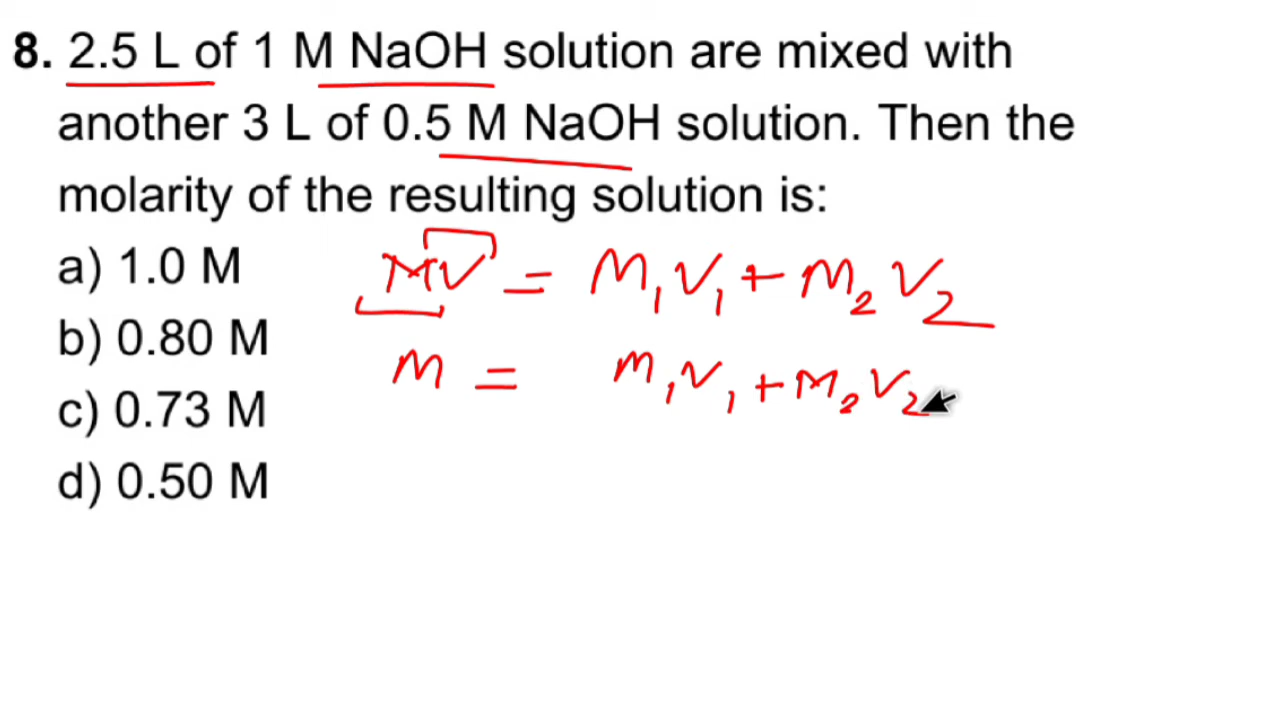 8. 2.5 L of 1 M NaOH solution are mixed with
another 3 L of 0.5 M NaOH solution. Then the
molarity of the resulting solution is:
a) 1.0 M
MV = M₁V₁ + M₂V₂
b) 0.80 M
M = M₁V₁ + M₂V₂
c) 0.73 M
d) 0.50 M